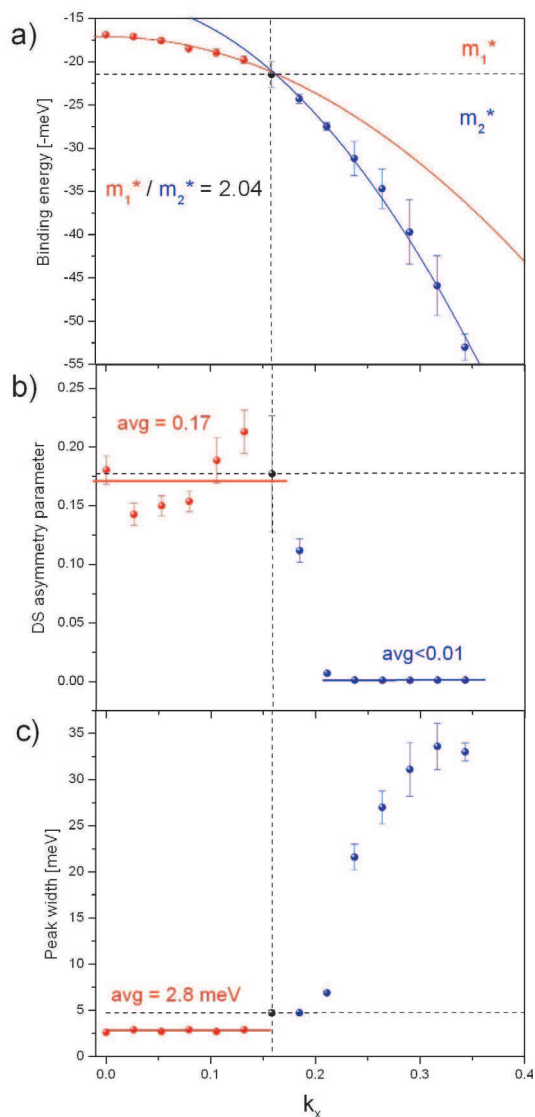 a)
Binding energy [-meV]
-15
-20
-25
-30
-35
-40
-45
-50
-55
m₁*
m₂*
m₁* / m₂* = 2.04
b)
DS asymmetry parameter
0.25
0.20
0.15
0.10
0.05
0.00
avg = 0.17
avg<0.01
c)
Peak width [meV]
35
30
25
20
15
10
5
0
avg = 2.8 meV
0.0 0.1 0.2 0.3 0.4
kₓ